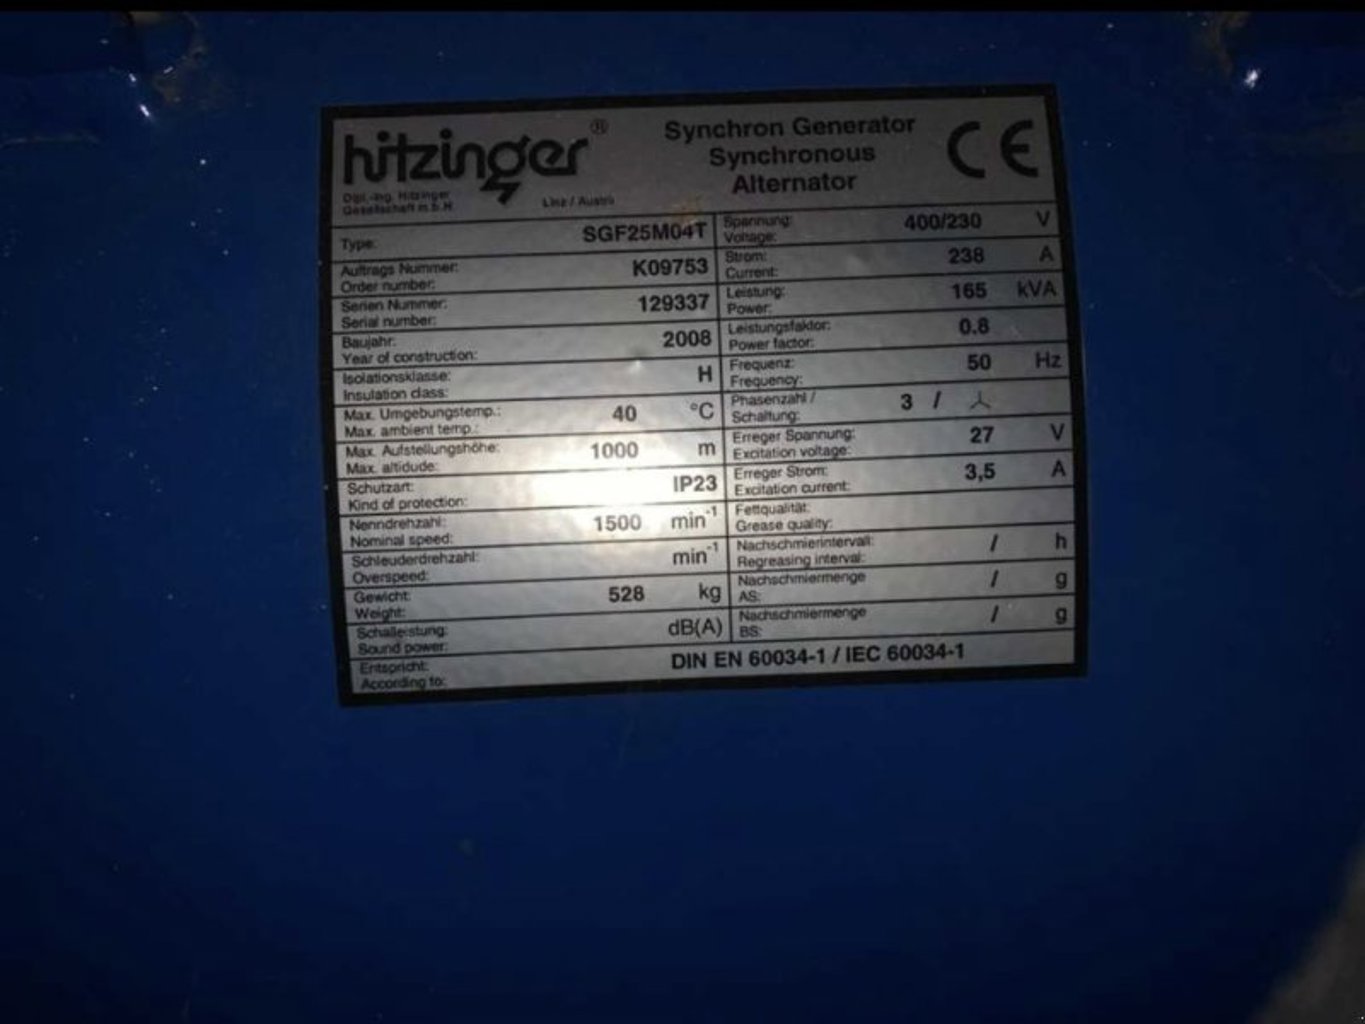 hitzinger ®
Dipl.-Ing. Hitzinger
Gesellschaft m.b.H.
Linz / Austria
Synchron Generator
Synchronous
Alternator
CE
Type: SGF25M04T
Auftrags Nummer: K09753
Order number:
Serien Nummer: 129337
Serial number:
Baujahr: 2008
Year of construction:
Isolationsklasse: H
Insulation class:
Max. Umgebungstemp.: 40 °C
Max. ambient temp.:
Max. Aufstellungshöhe: 1000 m
Max. altidude:
Schutzart: IP23
Kind of protection:
Nenndrehzahl: 1500 min-1
Nominal speed:
Schleuderdrehzahl: min-1
Overspeed:
Gewicht: 528 kg
Weight:
Schalleistung: dB(A)
Sound power:
Spannung: 400/230 V
Voltage:
Strom: 238 A
Current:
Leistung: 165 kVA
Power:
Leistungsfaktor: 0.8
Power factor:
Frequenz: 50 Hz
Frequency:
Phasenzahl / 3 /
Schaltung:
Erreger Spannung: 27 V
Excitation voltage:
Erreger Strom: 3,5 A
Excitation current:
Fettqualität:
Grease quality:
Nachschmierintervall: / h
Regreasing interval:
Nachschmiermenge / g
AS:
Nachschmiermenge / g
BS:
Entspricht: DIN EN 60034-1 / IEC 60034-1
According to: